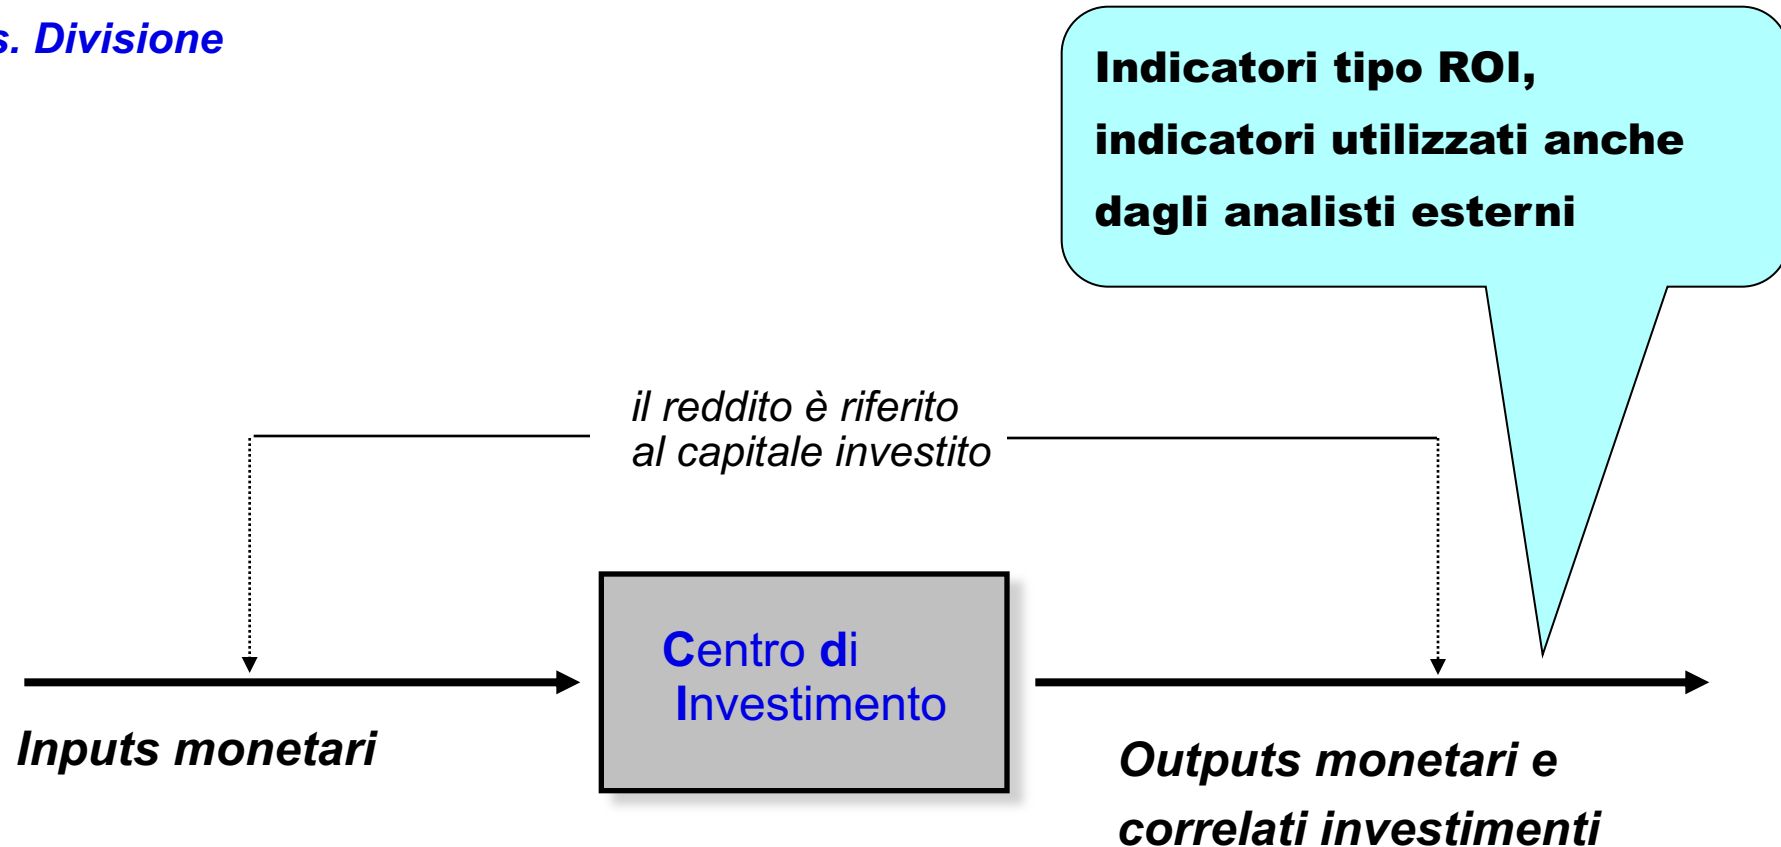 s. Divisione
Indicatori tipo ROI,
indicatori utilizzati anche
dagli analisti esterni
il reddito è riferito
al capitale investito
Centro di
Investimento
Inputs monetari
Outputs monetari e
correlati investimenti